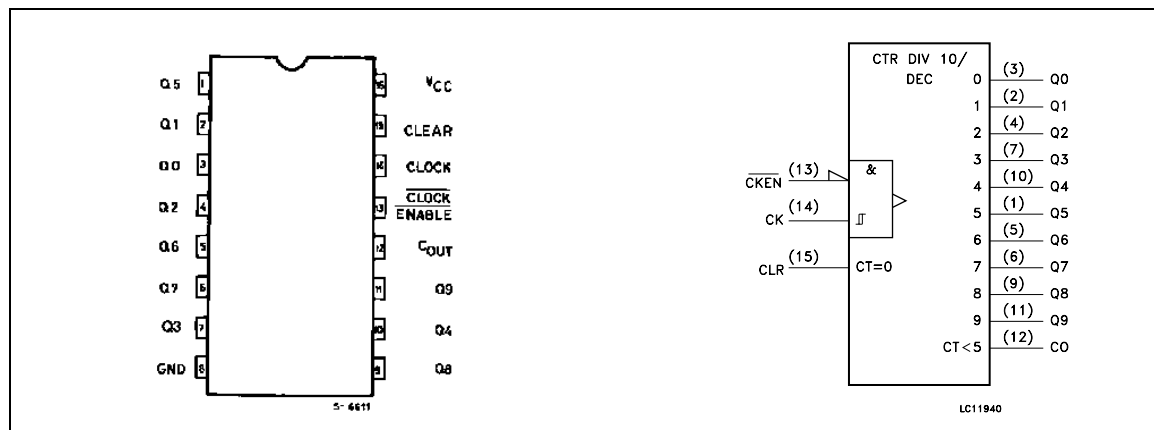 Q5 1 16 VCC
Q1 2 15 CLEAR
Q0 3 14 CLOCK
Q2 4 13 CLOCK ENABLE
Q6 5 12 COUT
Q7 6 11 Q9
Q3 7 10 Q4
GND 8 9 Q8
S-6611
CTR DIV 10/
DEC
0 (3) Q0
1 (2) Q1
2 (4) Q2
3 (7) Q3
4 (10) Q4
5 (1) Q5
6 (5) Q6
7 (6) Q7
8 (9) Q8
9 (11) Q9
CT<5 (12) CO
&
CKEN (13)
CK (14)
CLR (15) CT=0
LC11940